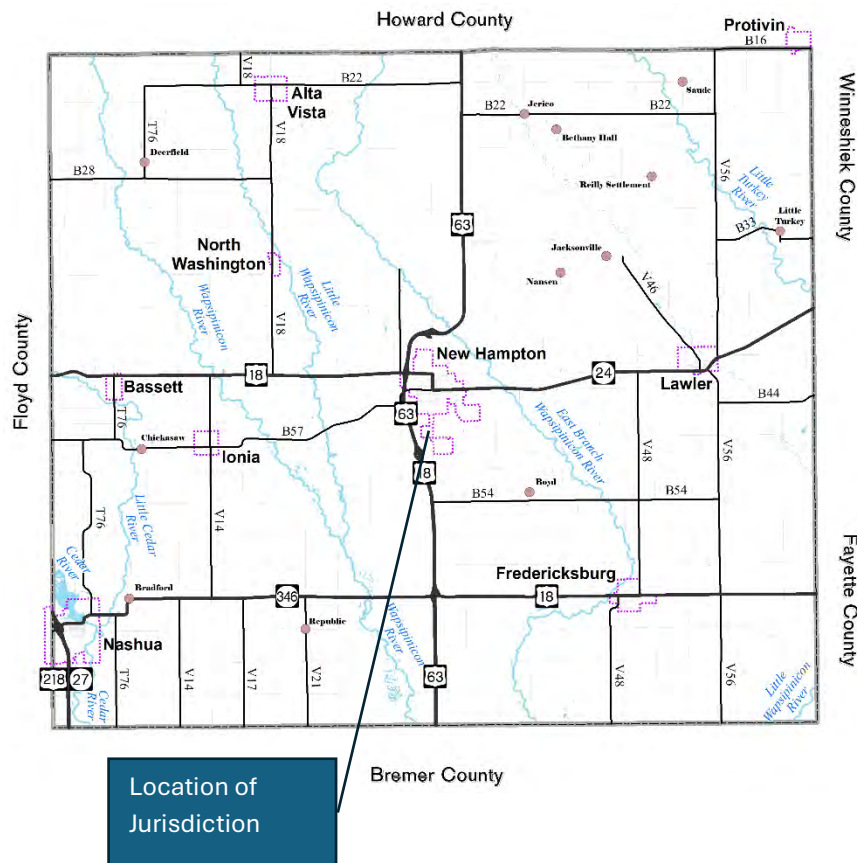 Howard County
Protivin
B16
V18
B22
Alta
Vista
Saude
Jerico
B22
B22
T76
V18
Bethany Hall
Deerfield
Winneshiek County
B28
Reilly Settlement
V56
Little
Turkey
River
Little
Turkey
63
B33
North
Washington
Jacksonville
Nansen
V46
Wapsipinicon
River
Little
Wapsipinicon
River
V18
Floyd County
New Hampton
18
24
Bassett
Lawler
T76
63
B44
Chickasaw
B57
Ionia
East Branch
Wapsipinicon River
V48
V56
8
Boyd
B54
B54
Little Cedar
River
T76
V14
Cedar
River
Fayette County
Fredericksburg
Bradford
346
18
Republic
Nashua
Wapsipinicon
River
218
27
63
Cedar
River
T76
V14
V17
V21
V48
V56
Little
Wapsipinicon
River
Bremer County
Location of
Jurisdiction